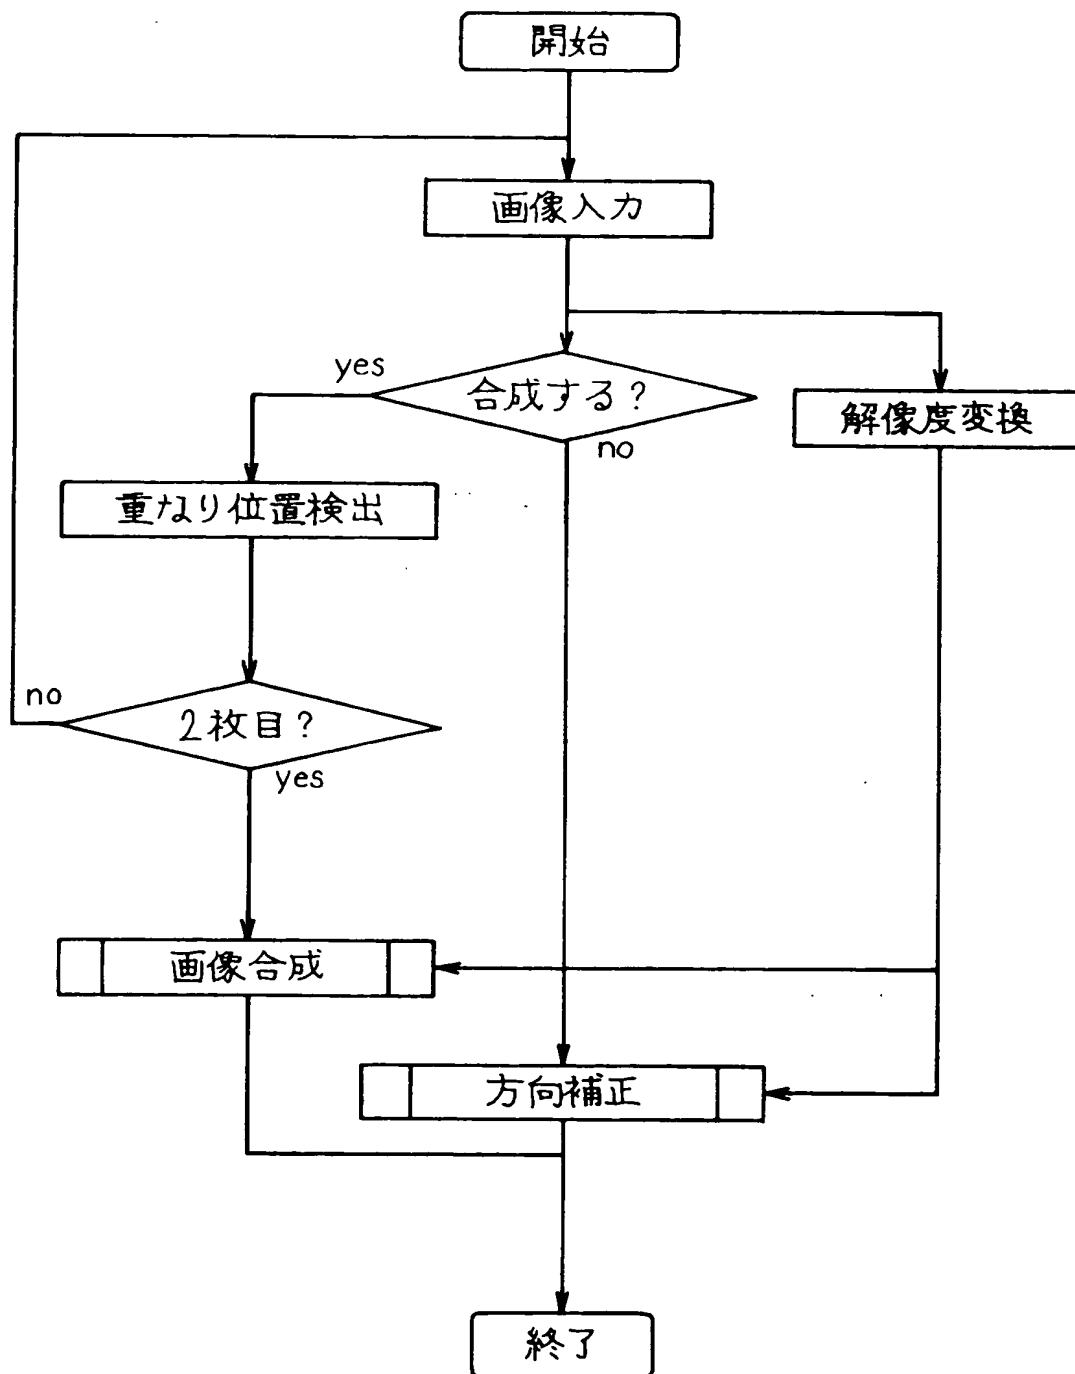 開始
画像入力
yes
合成する?
no
解像度変換
重なり位置検出
no
2枚目?
yes
画像合成
方向補正
終了